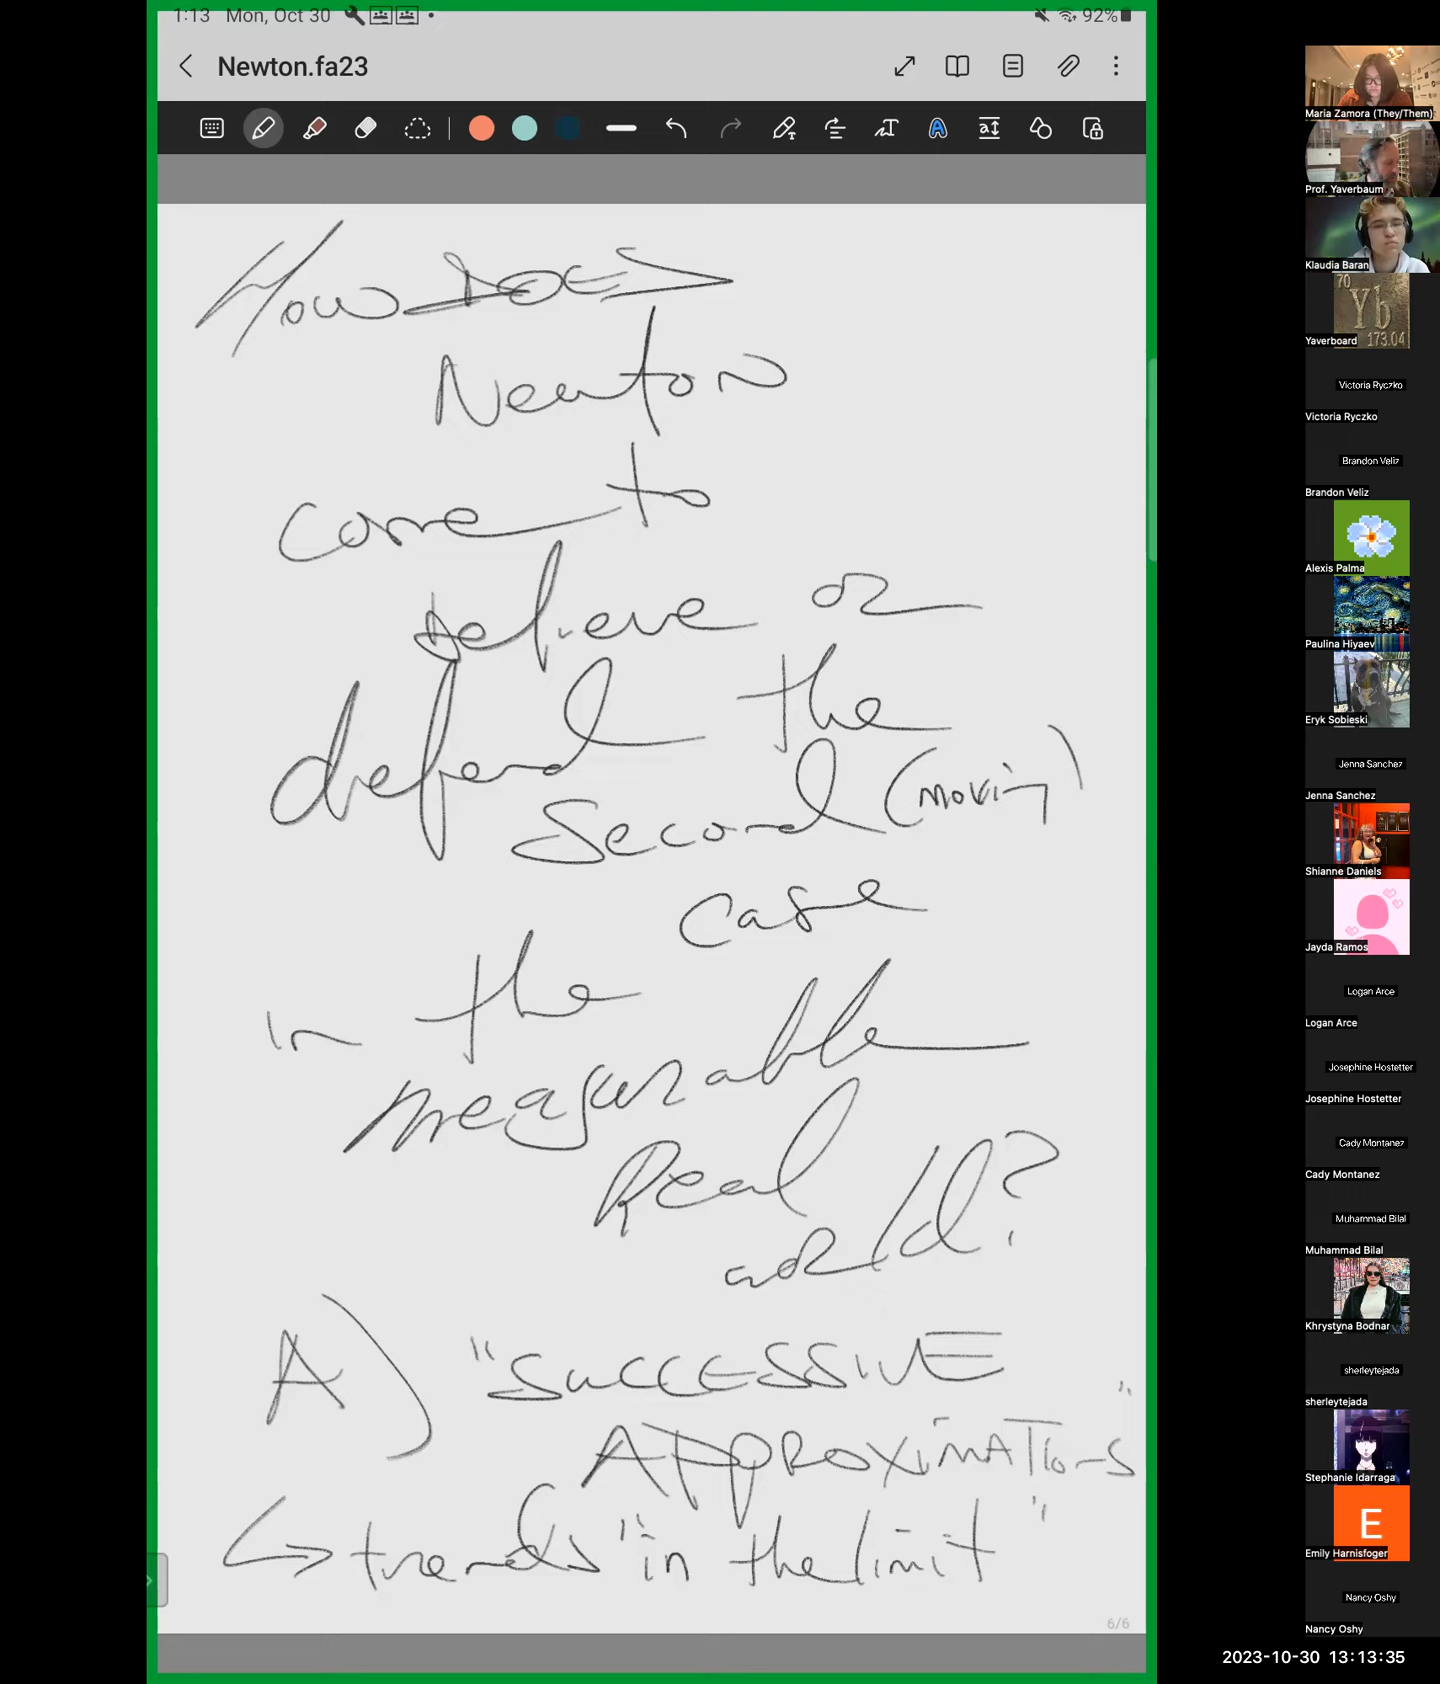 1:13 Mon, Oct 30
92%
Newton.fa23
How DOES
Newton
come to
believe or
defend the
Second (moving)
case
in the
measurable
Real
world?
A) "SUCCESSIVE
APPROXIMATIONS"
↳ trends "in the limit"
6/6
Maria Zamora (They/Them)
Prof. Yaverbaum
Klaudia Baran
70
Yb
173.04
Yaverboard
Victoria Ryczko
Victoria Ryczko
Brandon Veliz
Brandon Veliz
Alexis Palma
Paulina Hiyaev
Eryk Sobieski
Jenna Sanchez
Jenna Sanchez
Shianne Daniels
Jayda Ramos
Logan Arce
Logan Arce
Josephine Hostetter
Josephine Hostetter
Cady Montanez
Cady Montanez
Muhammad Bilal
Muhammad Bilal
Khrystyna Bodnar
sherleytejada
sherleytejada
Stephanie Idarraga
E
Emily Harnisfoger
Nancy Oshy
Nancy Oshy
2023-10-30 13:13:35